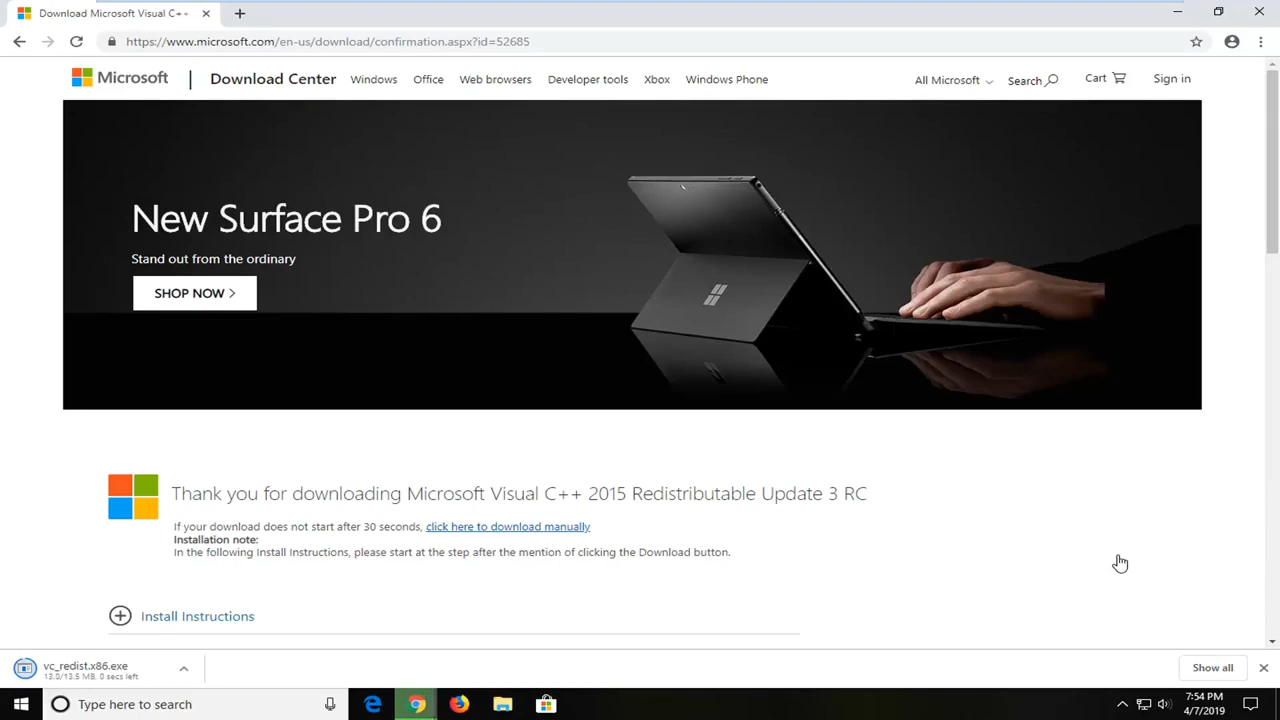 Download Microsoft Visual C++
https://www.microsoft.com/en-us/download/confirmation.aspx?id=52685
Microsoft
Download Center
Windows
Office
Web browsers
Developer tools
Xbox
Windows Phone
All Microsoft
Search
Cart
Sign in
New Surface Pro 6
Stand out from the ordinary
SHOP NOW >
Thank you for downloading Microsoft Visual C++ 2015 Redistributable Update 3 RC
If your download does not start after 30 seconds, click here to download manually
Installation note:
In the following Install Instructions, please start at the step after the mention of clicking the Download button.
Install Instructions
vc_redist.x86.exe
13.0/13.5 MB, 0 secs left
Show all
Type here to search
7:54 PM
4/7/2019